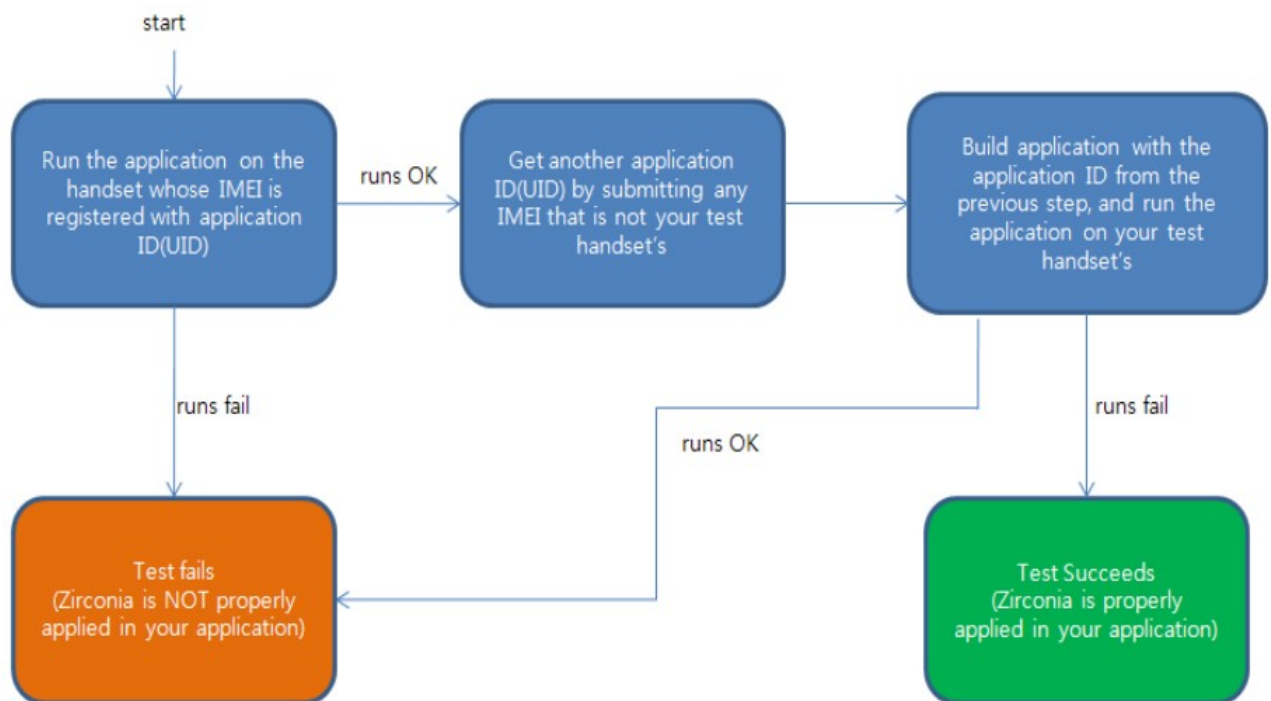 start
Run the application on the
handset whose IMEI is
registered with application
ID(UID)
runs OK
Get another application
ID(UID) by submitting any
IMEI that is not your test
handset's
Build application with the
application ID from the
previous step, and run the
application on your test
handset's
runs fail
runs OK
runs fail
Test fails
(Zirconia is NOT properly
applied in your application)
Test Succeeds
(Zirconia is properly
applied in your application)